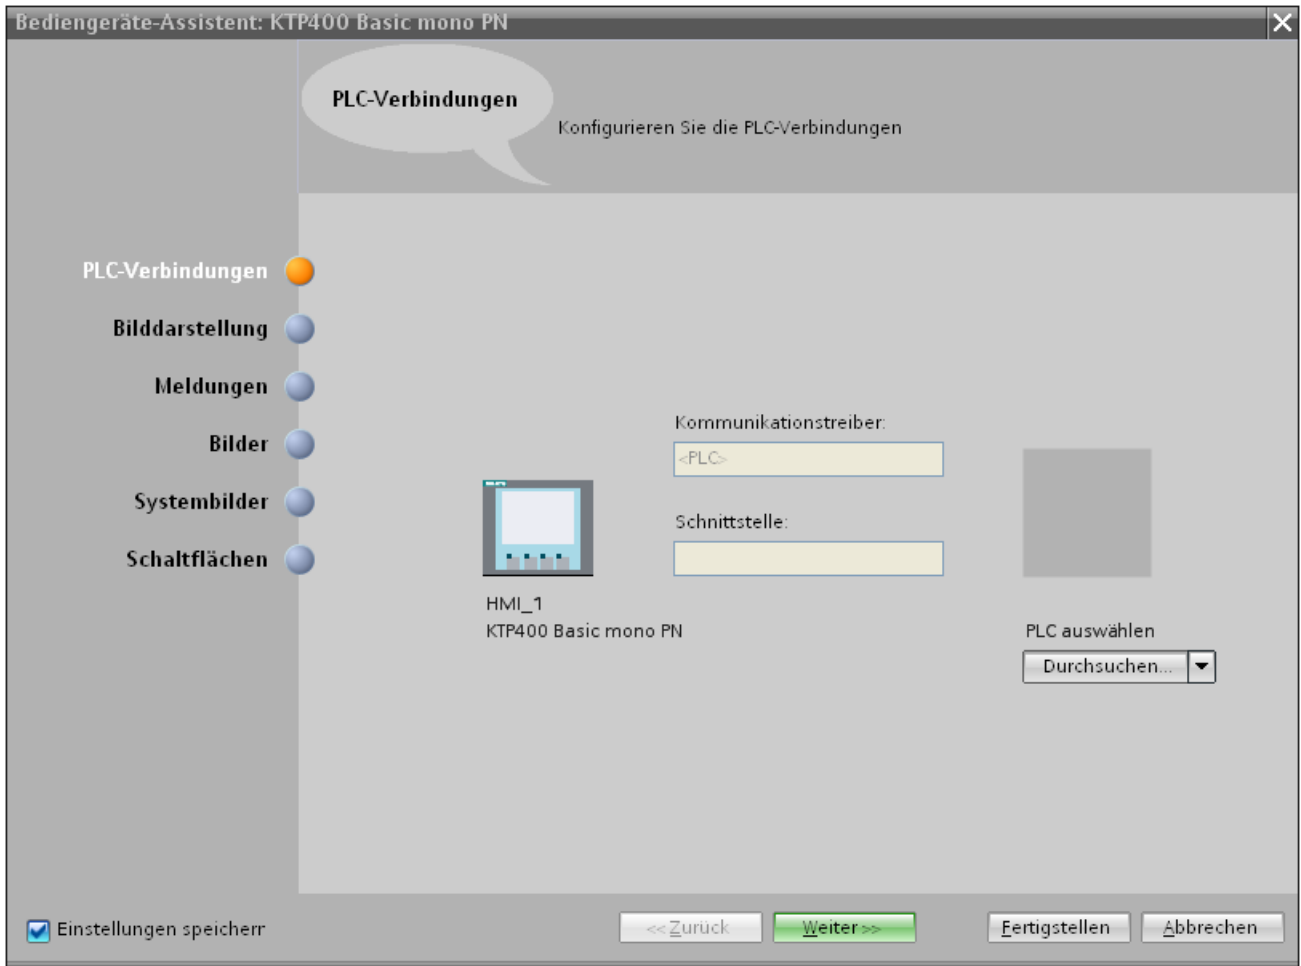 Bediengeräte-Assistent: KTP400 Basic mono PN
PLC-Verbindungen
Konfigurieren Sie die PLC-Verbindungen
PLC-Verbindungen
Bilddarstellung
Meldungen
Bilder
Systembilder
Schaltflächen
Kommunikationstreiber:
<PLC>
Schnittstelle:
HMI_1
KTP400 Basic mono PN
PLC auswählen
Durchsuchen...
Einstellungen speicherr
<< Zurück
Weiter >>
Fertigstellen
Abbrechen